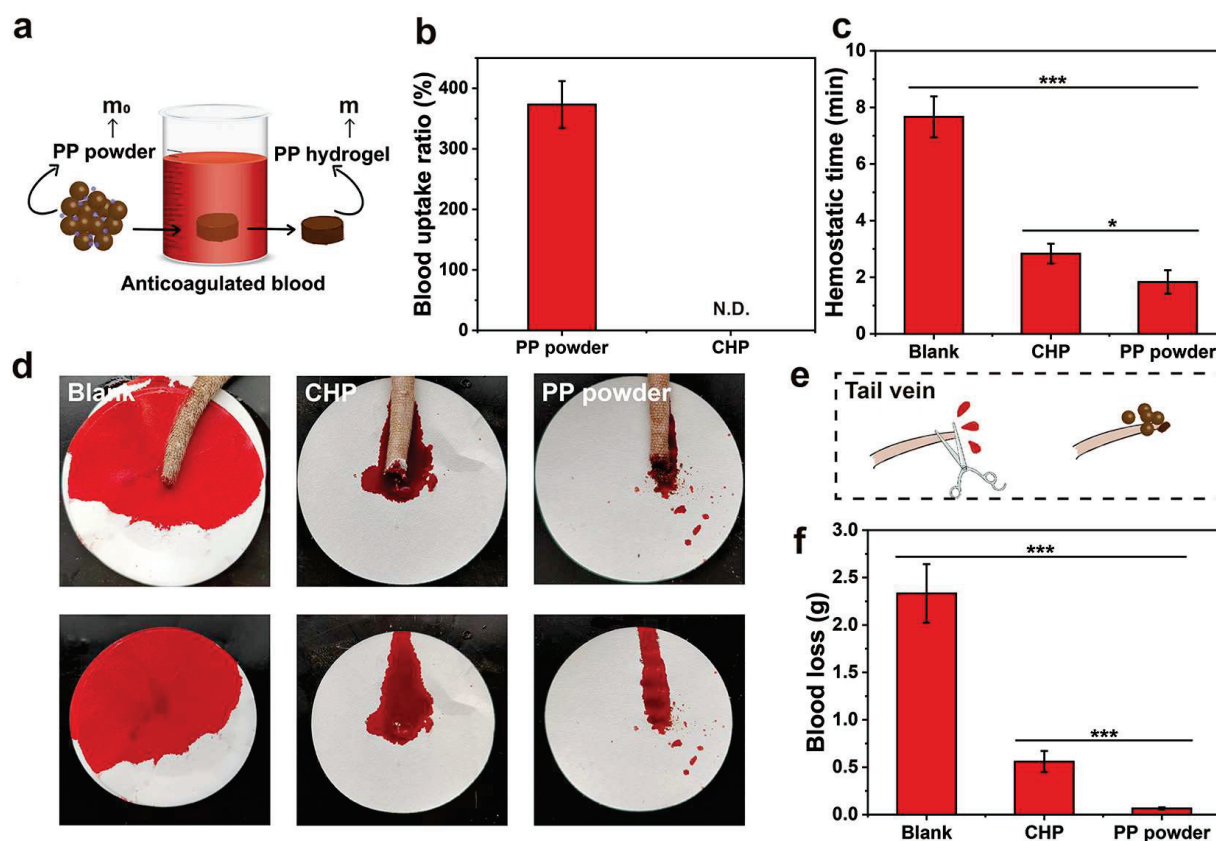 a
m₀
m
PP powder
PP hydrogel
Anticoagulated blood
b
Blood uptake ratio (%)
400
300
200
100
0
N.D.
PP powder
CHP
c
Hemostatic time (min)
10
8
6
4
2
0
***
*
Blank
CHP
PP powder
d
Blank
CHP
PP powder
e
Tail vein
f
Blood loss (g)
3.0
2.5
2.0
1.5
1.0
0.5
0.0
***
***
Blank
CHP
PP powder